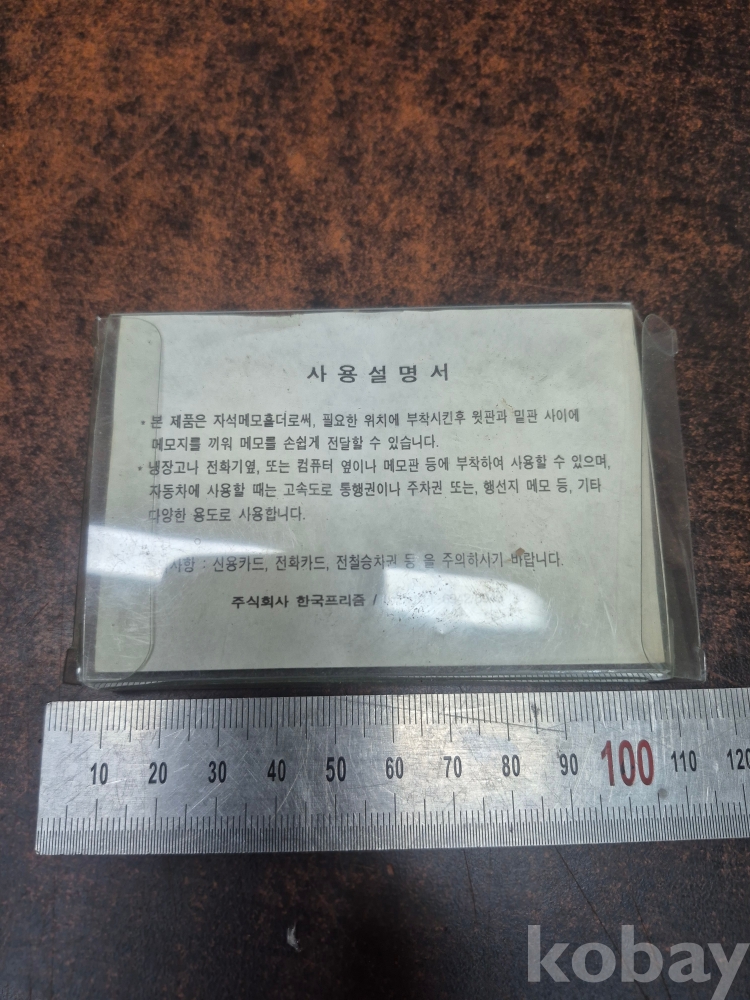 사용설명서
* 본 제품은 자석메모홀더로써, 필요한 위치에 부착시킨후 윗판과 밑판 사이에
메모지를 끼워 메모를 손쉽게 전달할 수 있습니다.
* 냉장고나 전화기옆, 또는 컴퓨터 옆이나 메모판 등에 부착하여 사용할 수 있으며,
자동차에 사용할 때는 고속도로 통행권이나 주차권 또는, 행선지 메모 등, 기타
다양한 용도로 사용합니다.
사항 : 신용카드, 전화카드, 전철승차권 등 을 주의하시기 바랍니다.
주식회사 한국프리즘 /
10 20 30 40 50 60 70 80 90 100 110 120
kobay